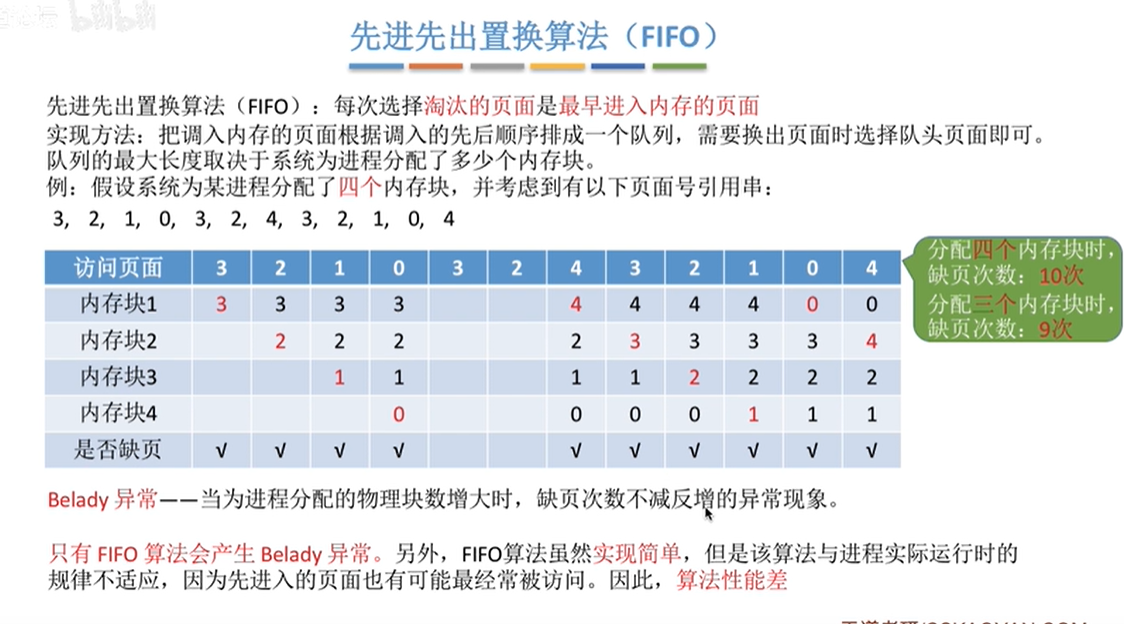 bilibili
先进先出置换算法（FIFO）
先进先出置换算法（FIFO）：每次选择淘汰的页面是最早进入内存的页面
实现方法：把调入内存的页面根据调入的先后顺序排成一个队列，需要换出页面时选择队头页面即可。
队列的最大长度取决于系统为进程分配了多少个内存块。
例：假设系统为某进程分配了四个内存块，并考虑到有以下页面号引用串：
3, 2, 1, 0, 3, 2, 4, 3, 2, 1, 0, 4
访问页面 3 2 1 0 3 2 4 3 2 1 0 4
内存块1 3 3 3 3 4 4 4 4 0 0
内存块2 2 2 2 2 3 3 3 3 4
内存块3 1 1 1 1 2 2 2 2
内存块4 0 0 0 0 1 1 1
是否缺页 √ √ √ √ √ √ √ √ √ √
分配四个内存块时，
缺页次数：10次
分配三个内存块时，
缺页次数：9次
Belady 异常——当为进程分配的物理块数增大时，缺页次数不减反增的异常现象。
只有 FIFO 算法会产生 Belady 异常。另外，FIFO算法虽然实现简单，但是该算法与进程实际运行时的
规律不适应，因为先进入的页面也有可能最经常被访问。因此，算法性能差